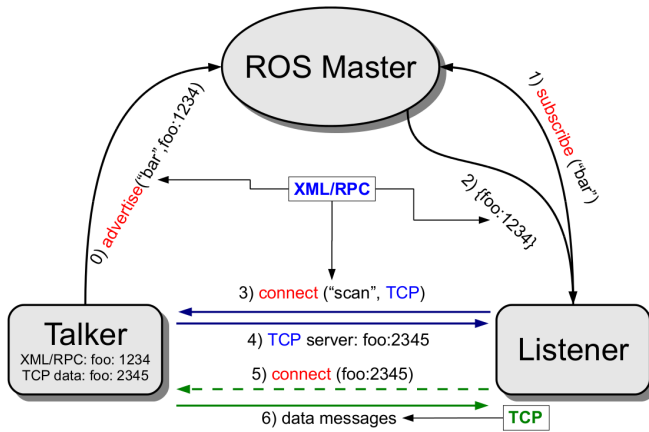 ROS Master
0) advertise(“bar”,foo:1234)
1) subscribe (“bar”)
XML/RPC
2) {foo:1234}
3) connect (“scan”, TCP)
Talker
XML/RPC: foo: 1234
TCP data: foo: 2345
4) TCP server: foo:2345
Listener
5) connect (foo:2345)
6) data messages
TCP